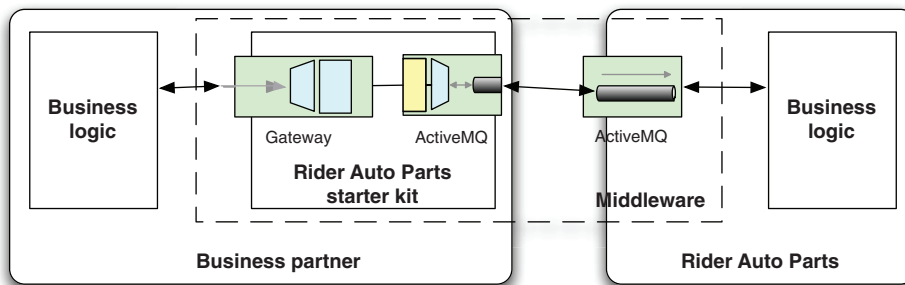 Business
logic
Gateway
ActiveMQ
Rider Auto Parts
starter kit
Business partner
ActiveMQ
Middleware
Business
logic
Rider Auto Parts